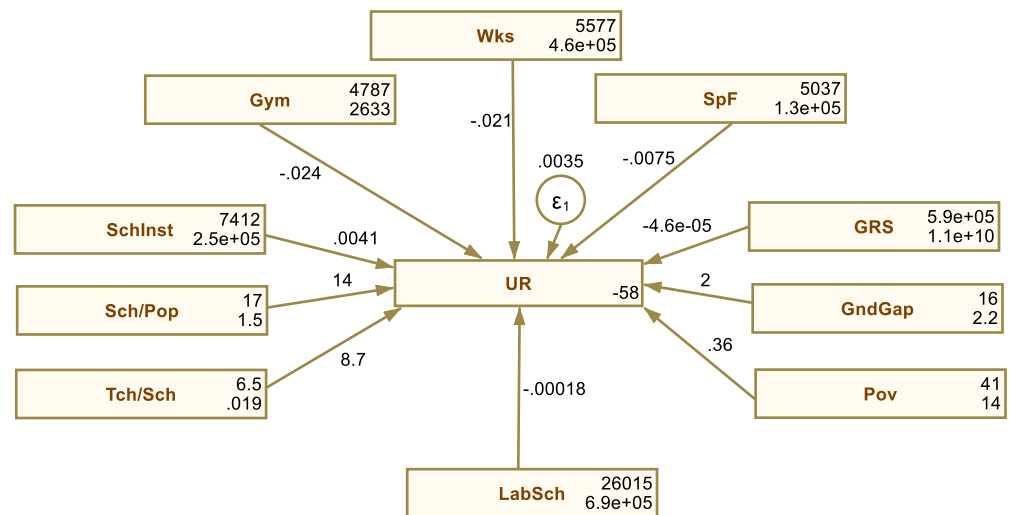 Wks
5577
4.6e+05
Gym
4787
2633
SpF
5037
1.3e+05
-.021
-.024
-.0075
.0035
ε1
SchInst
7412
2.5e+05
.0041
-4.6e-05
GRS
5.9e+05
1.1e+10
UR
-58
Sch/Pop
17
1.5
14
2
GndGap
16
2.2
Tch/Sch
6.5
.019
8.7
.36
Pov
41
14
-.00018
LabSch
26015
6.9e+05